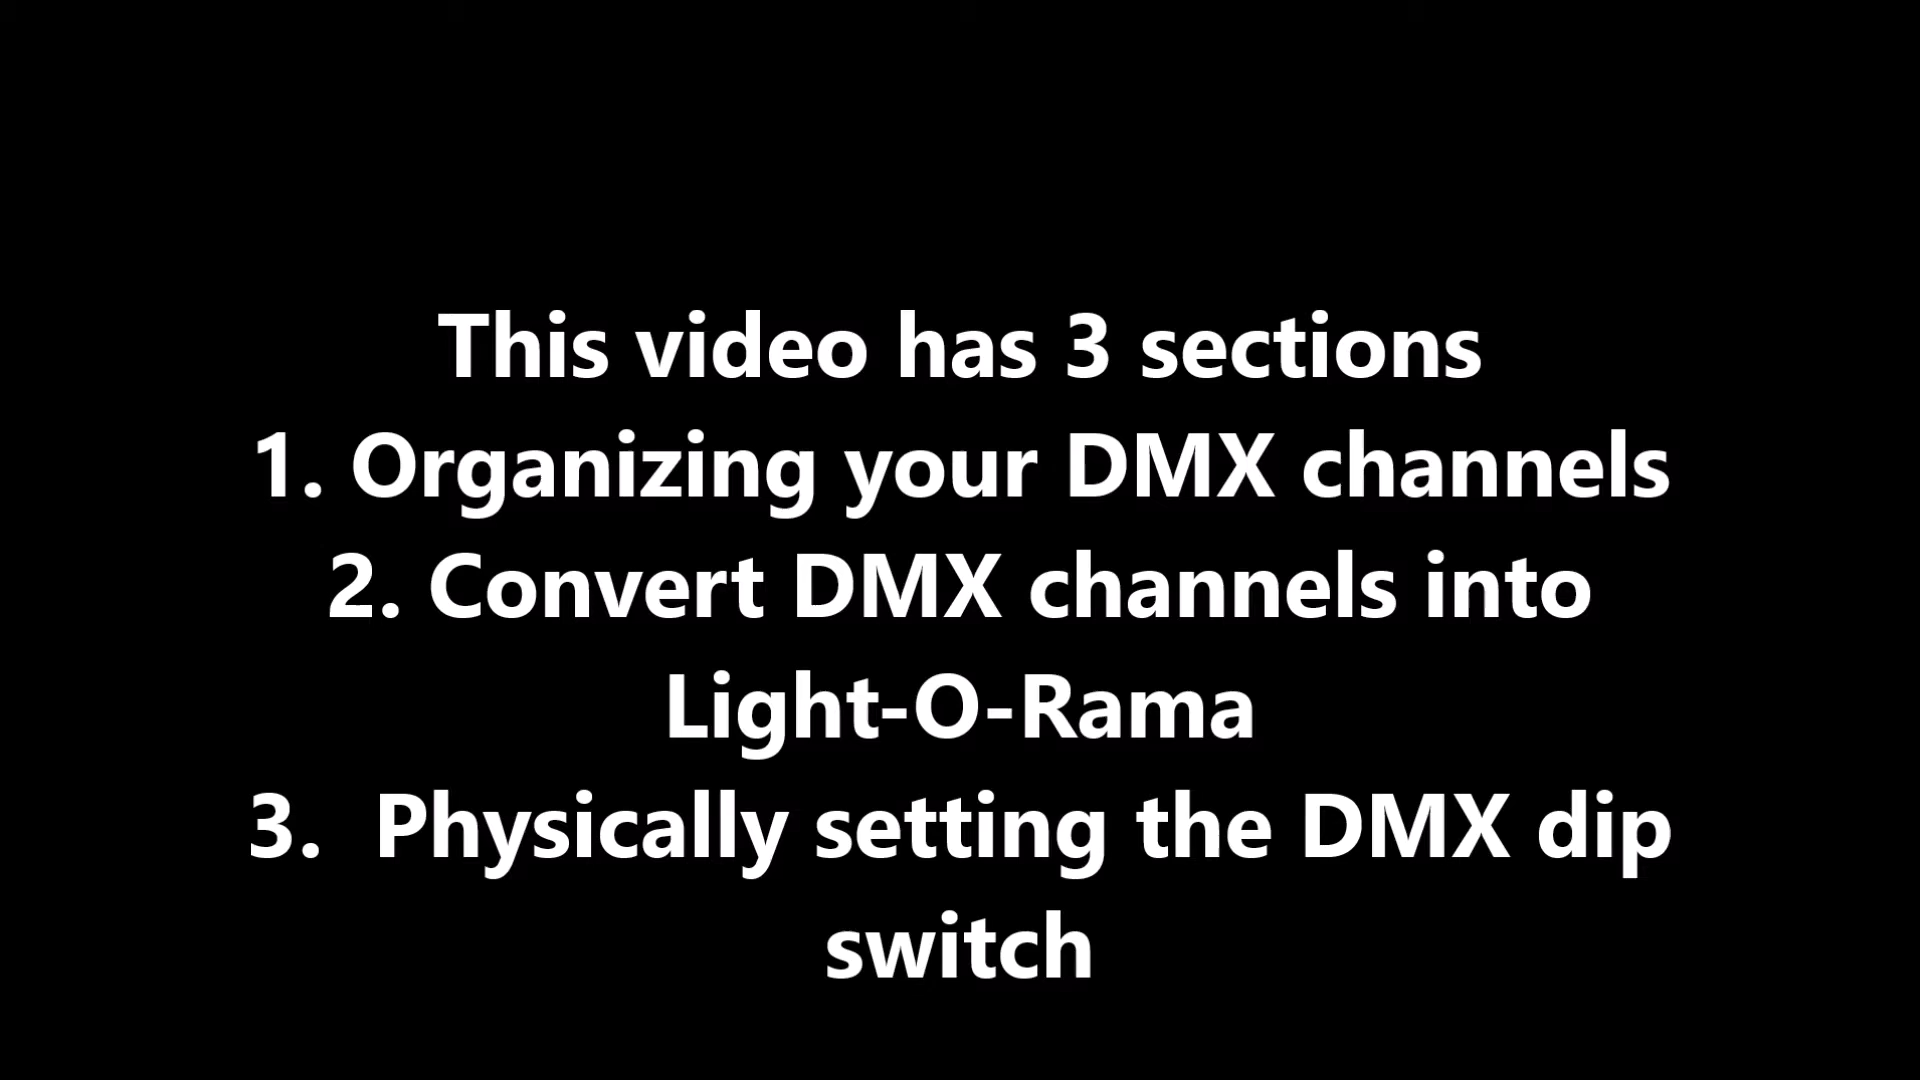 This video has 3 sections
1. Organizing your DMX channels
2. Convert DMX channels into
Light-O-Rama
3.  Physically setting the DMX dip
switch